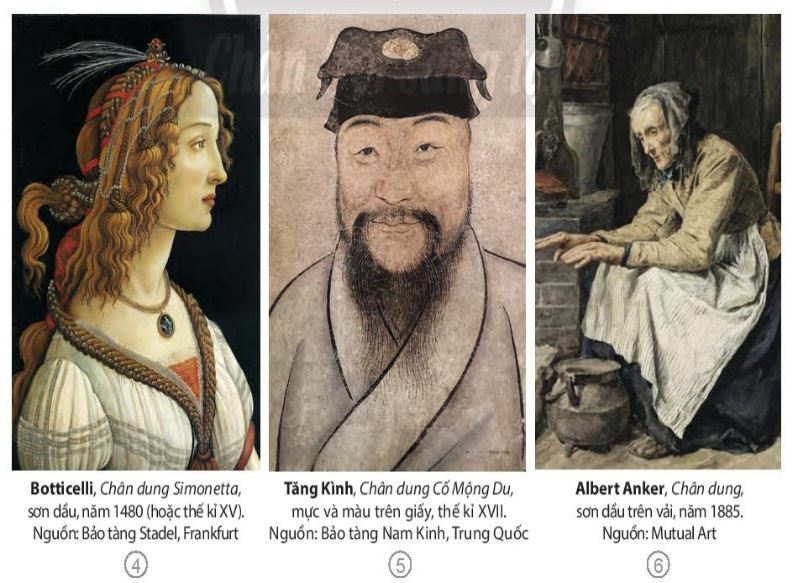 Botticelli, Chân dung Simonetta,
sơn dầu, năm 1480 (hoặc thế kỉ XV).
Nguồn: Bảo tàng Stadel, Frankfurt
④
Tăng Kình, Chân dung Cố Mộng Du,
mực và màu trên giấy, thế kỉ XVII.
Nguồn: Bảo tàng Nam Kinh, Trung Quốc
⑤
Albert Anker, Chân dung,
sơn dầu trên vải, năm 1885.
Nguồn: Mutual Art
⑥